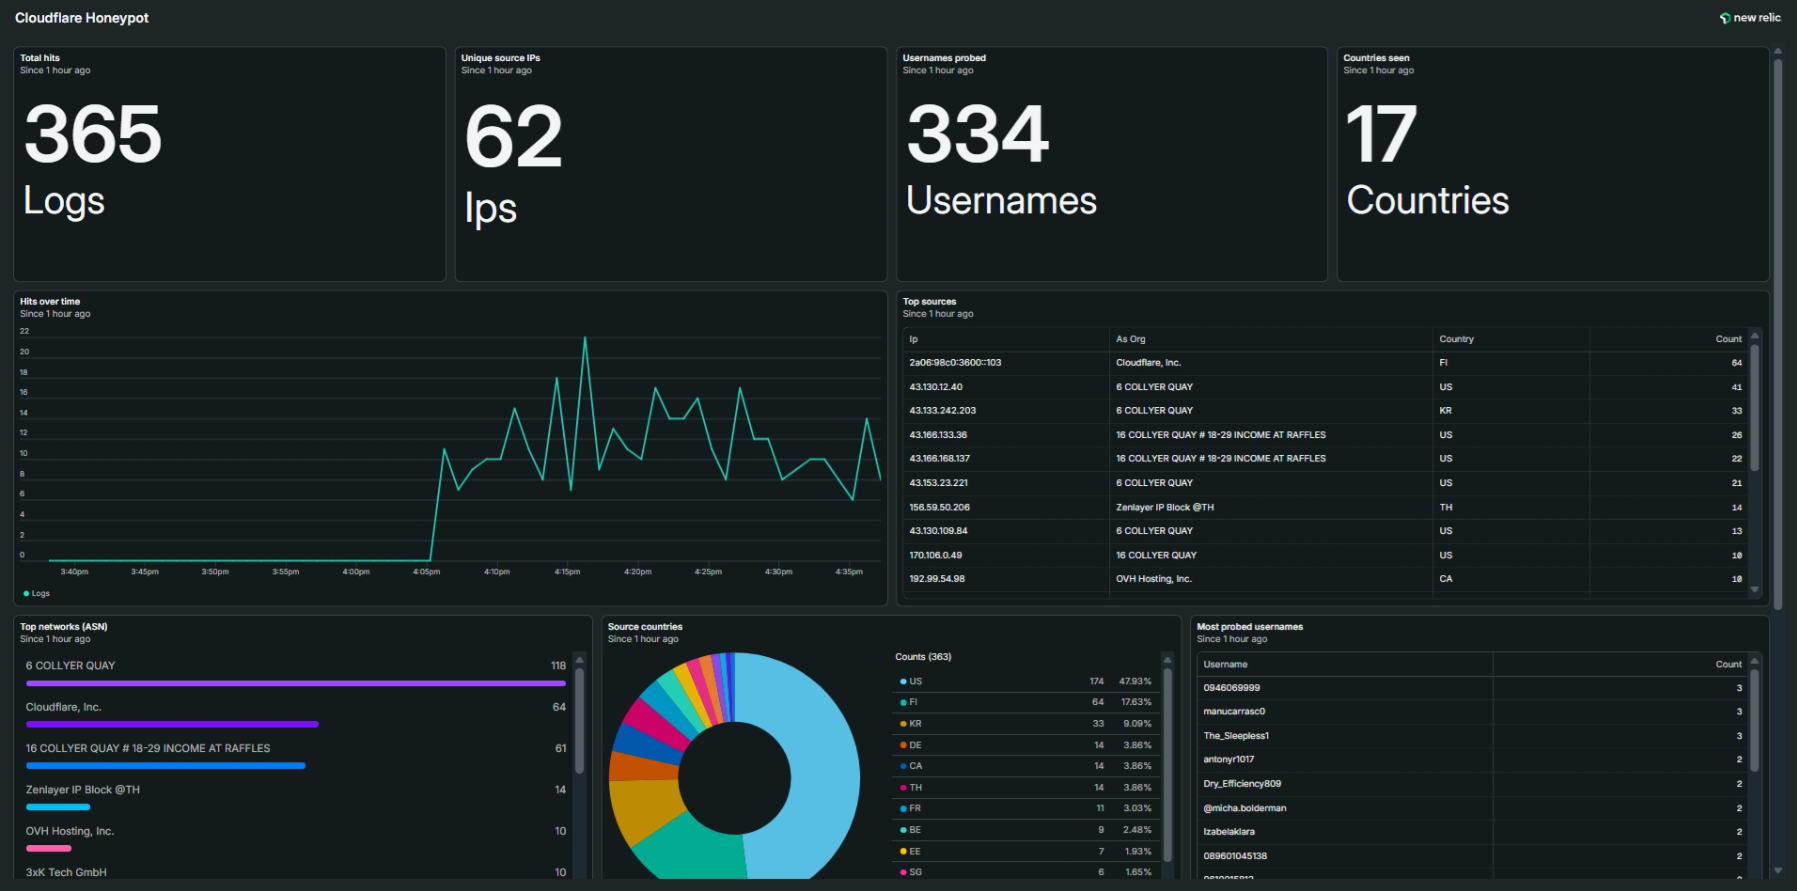 Cloudflare Honeypot
new relic
Total hits
Since 1 hour ago
365
Logs
Unique source IPs
Since 1 hour ago
62
Ips
Usernames probed
Since 1 hour ago
334
Usernames
Countries seen
Since 1 hour ago
17
Countries
Hits over time
Since 1 hour ago
22
20
18
16
14
12
10
8
6
4
2
0
3:40pm 3:45pm 3:50pm 3:55pm 4:00pm 4:05pm 4:10pm 4:15pm 4:20pm 4:25pm 4:30pm 4:35pm
Logs
Top sources
Since 1 hour ago
Ip As Org Country Count
2a06:98c0:3600::103 Cloudflare, Inc. FI 64
43.130.12.40 6 COLLYER QUAY US 41
43.133.242.203 6 COLLYER QUAY KR 33
43.166.133.36 16 COLLYER QUAY # 18-29 INCOME AT RAFFLES US 26
43.166.168.137 16 COLLYER QUAY # 18-29 INCOME AT RAFFLES US 22
43.153.23.221 6 COLLYER QUAY US 21
156.59.50.206 Zenlayer IP Block @TH TH 14
43.130.109.84 6 COLLYER QUAY US 13
170.106.0.49 16 COLLYER QUAY US 10
192.99.54.98 OVH Hosting, Inc. CA 10
Top networks (ASN)
Since 1 hour ago
6 COLLYER QUAY 118
Cloudflare, Inc. 64
16 COLLYER QUAY # 18-29 INCOME AT RAFFLES 61
Zenlayer IP Block @TH 14
OVH Hosting, Inc. 10
3xK Tech GmbH 10
Source countries
Since 1 hour ago
Counts (363)
US 174 47.93%
FI 64 17.63%
KR 33 9.09%
DE 14 3.86%
CA 14 3.86%
TH 14 3.86%
FR 11 3.03%
BE 9 2.48%
EE 7 1.93%
SG 6 1.65%
Most probed usernames
Since 1 hour ago
Username Count
0946069999 3
manucarrasc0 3
The_Sleepless1 3
antonyr1017 2
Dry_Efficiency809 2
@micha.bolderman 2
Izabelaklara 2
089601045138 2